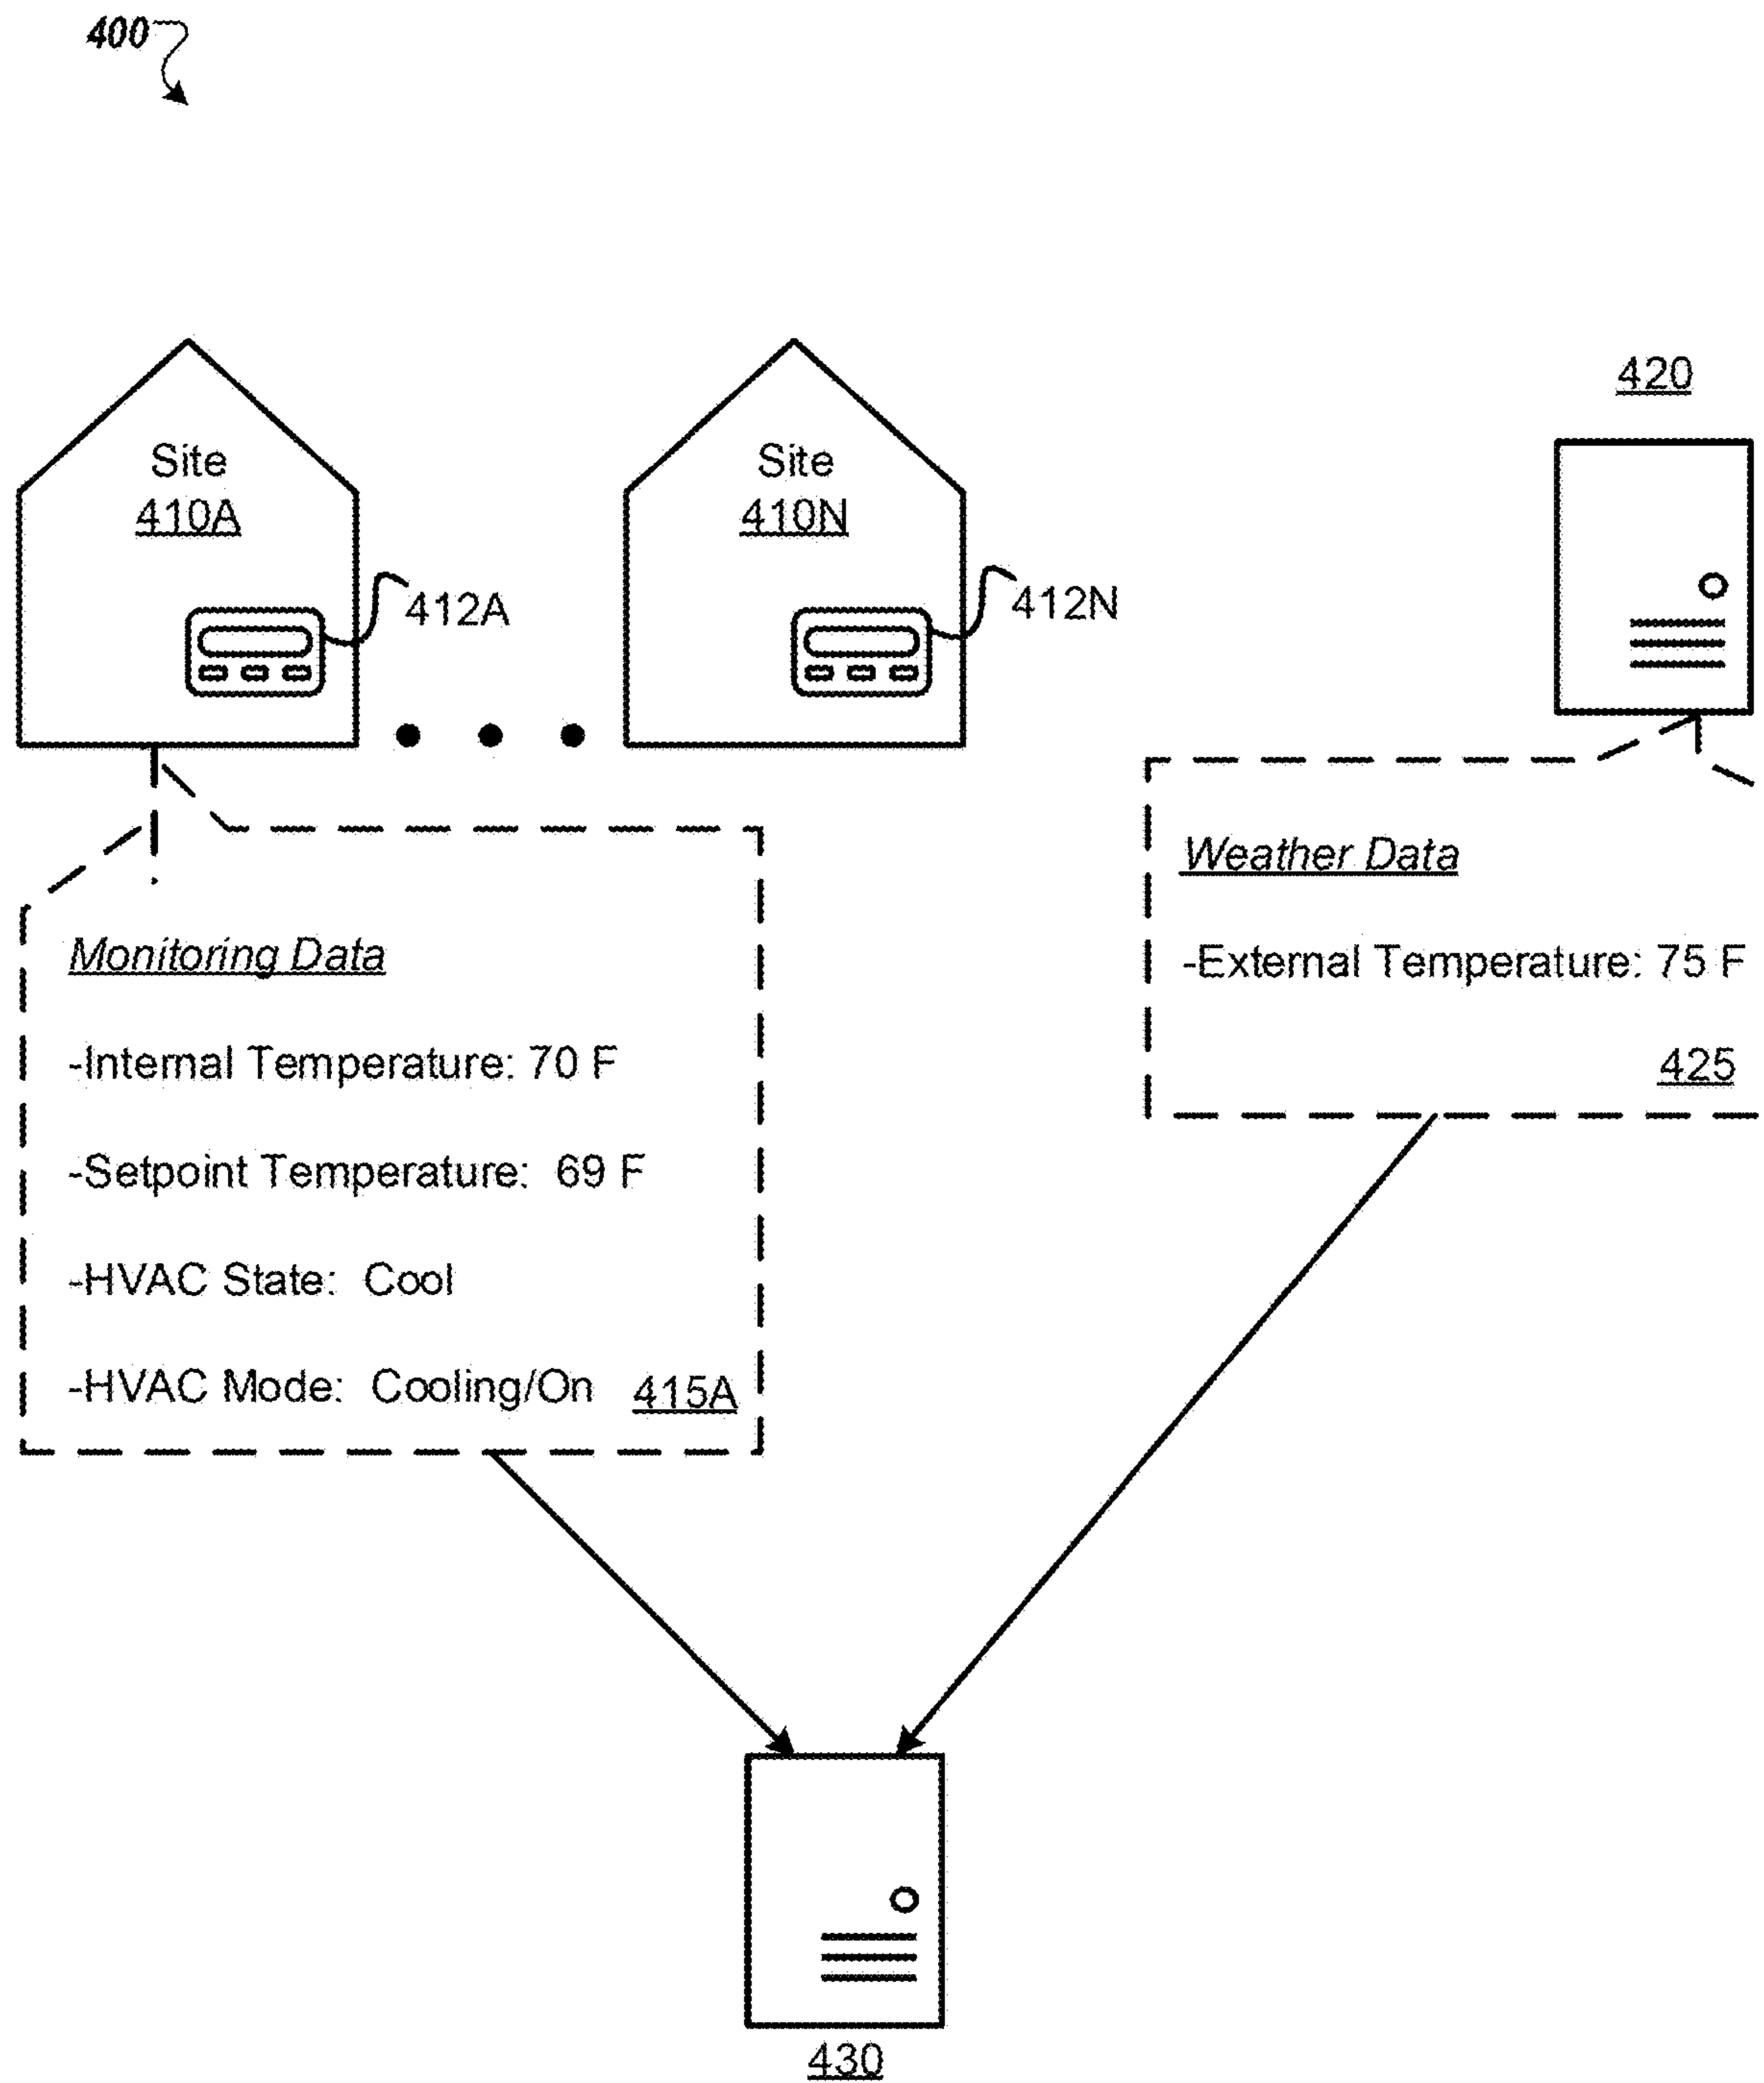 400
420
Site
410A
Site
410N
412A
412N
Weather Data
-External Temperature: 75 F
425
Monitoring Data
-Internal Temperature: 70 F
-Setpoint Temperature: 69 F
-HVAC State: Cool
-HVAC Mode: Cooling/On
415A
430